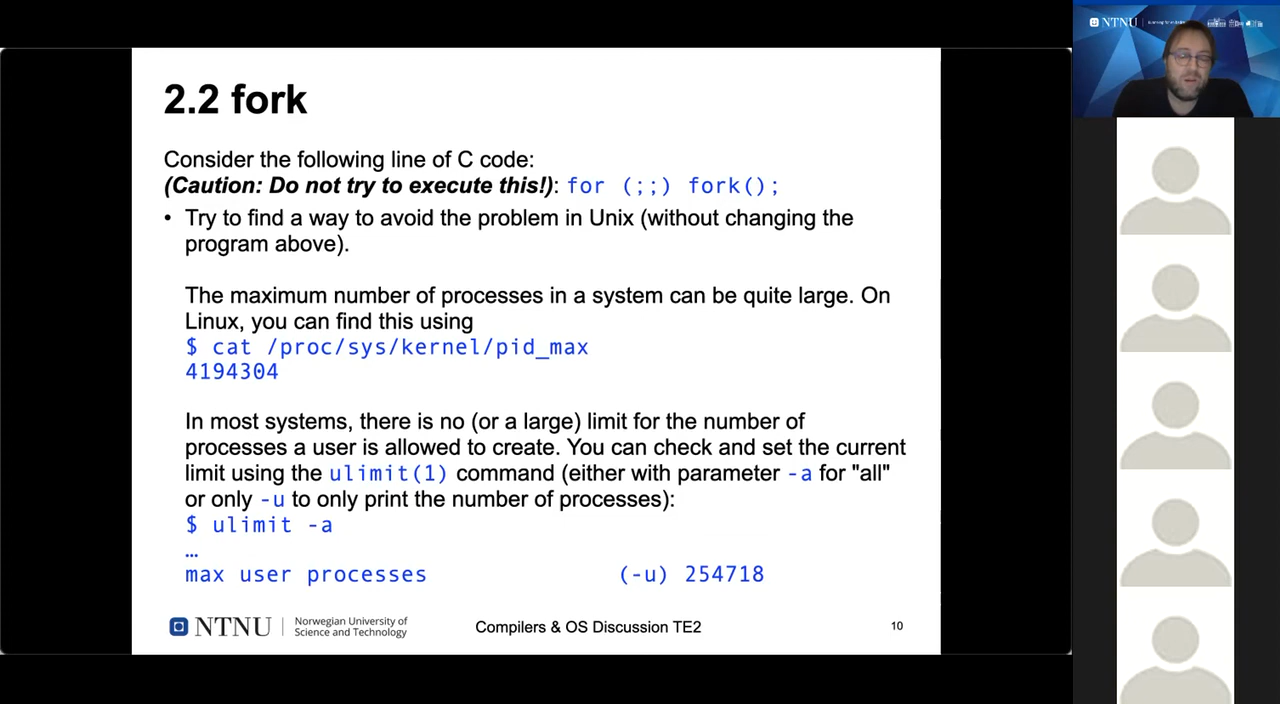 2.2 fork
Consider the following line of C code:
(Caution: Do not try to execute this!): for (;;) fork();
• Try to find a way to avoid the problem in Unix (without changing the
program above).
The maximum number of processes in a system can be quite large. On
Linux, you can find this using
$ cat /proc/sys/kernel/pid_max
4194304
In most systems, there is no (or a large) limit for the number of
processes a user is allowed to create. You can check and set the current
limit using the ulimit(1) command (either with parameter -a for "all"
or only -u to only print the number of processes):
$ ulimit -a
…
max user processes (-u) 254718
NTNU
Norwegian University of
Science and Technology
Compilers & OS Discussion TE2
10
NTNU